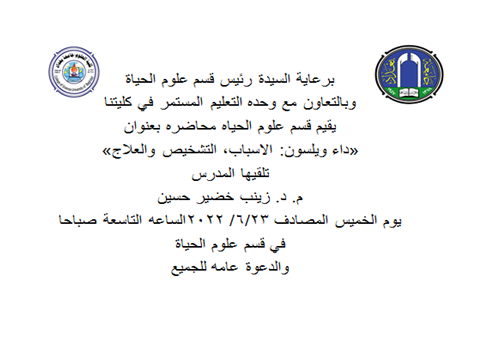 برعاية السيدة رئيس قسم علوم الحياة
وبالتعاون مع وحده التعليم المستمر في كليتنا
يقيم قسم علوم الحياه محاضره بعنوان
«داء ويلسون: الاسباب، التشخيص والعلاج»
تلقيها المدرس
م. د. زينب خضير حسين
يوم الخميس المصادف ٦/٢٣/ ٢٠٢٢الساعه التاسعة صباحا
في قسم علوم الحياة
والدعوة عامه للجميع